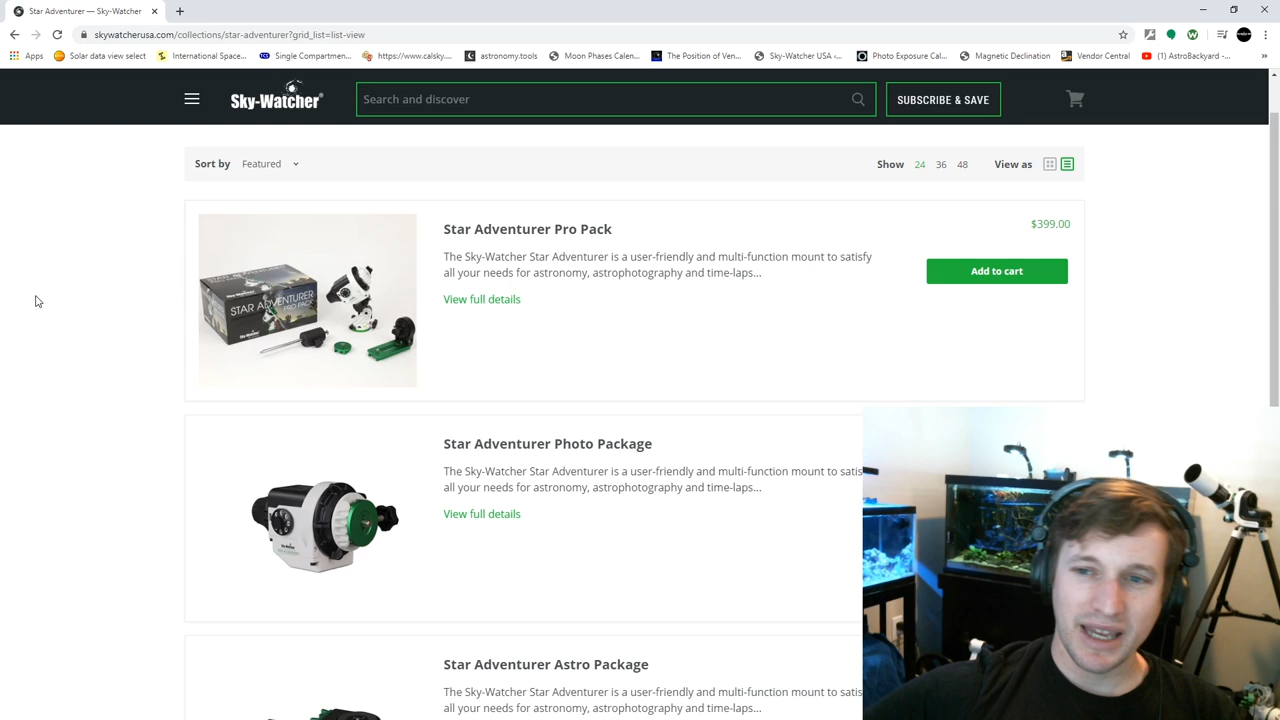 Star Adventurer — Sky-Watcher
skywatcherusa.com/collections/star-adventurer?grid_list=list-view
Apps
Solar data view select
International Space...
Single Compartmen...
https://www.calsky....
astronomy.tools
Moon Phases Calen...
The Position of Ven...
Sky-Watcher USA ‹...
Photo Exposure Cal...
Magnetic Declination
Vendor Central
(1) AstroBackyard -...
Sky-Watcher
Search and discover
SUBSCRIBE & SAVE
Sort by Featured
Show 24 36 48 View as
Star Adventurer Pro Pack
$399.00
The Sky-Watcher Star Adventurer is a user-friendly and multi-function mount to satisfy
all your needs for astronomy, astrophotography and time-laps...
Add to cart
View full details
STAR ADVENTURER
PRO PACK
Star Adventurer Photo Package
The Sky-Watcher Star Adventurer is a user-friendly and multi-function mount to satis
all your needs for astronomy, astrophotography and time-laps...
View full details
Star Adventurer Astro Package
The Sky-Watcher Star Adventurer is a user-friendly and multi-function mount to satis
all your needs for astronomy, astrophotography and time-laps...